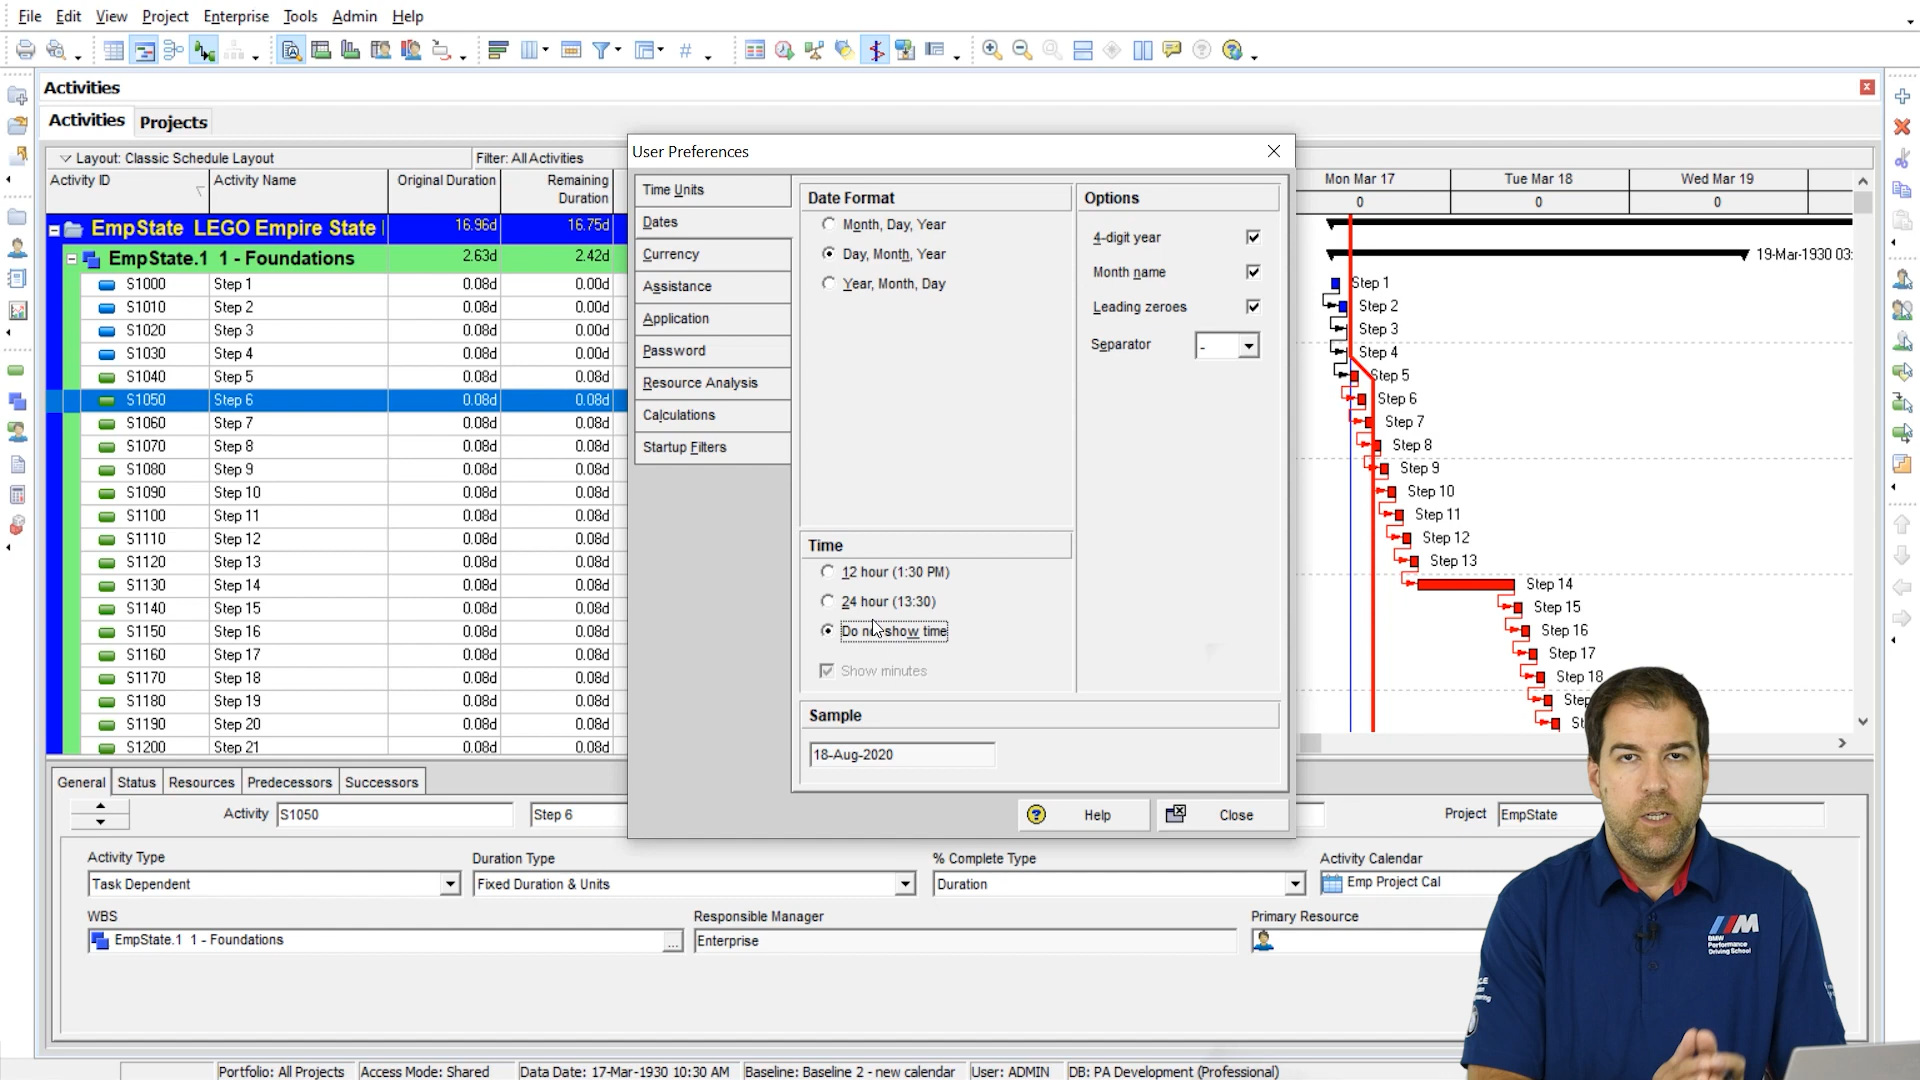 File Edit View Project Enterprise Tools Admin Help
Activities
Activities Projects
Layout: Classic Schedule Layout Filter: All Activities
Activity ID Activity Name Original Duration Remaining Duration
EmpState LEGO Empire State 16.96d 16.75d
EmpState.1 1 - Foundations 2.63d 2.42d
S1000 Step 1 0.08d 0.00d
S1010 Step 2 0.08d 0.00d
S1020 Step 3 0.08d 0.00d
S1030 Step 4 0.08d 0.00d
S1040 Step 5 0.08d 0.08d
S1050 Step 6 0.08d 0.08d
S1060 Step 7 0.08d 0.08d
S1070 Step 8 0.08d 0.08d
S1080 Step 9 0.08d 0.08d
S1090 Step 10 0.08d 0.08d
S1100 Step 11 0.08d 0.08d
S1110 Step 12 0.08d 0.08d
S1120 Step 13 0.08d 0.08d
S1130 Step 14 0.08d 0.08d
S1140 Step 15 0.08d 0.08d
S1150 Step 16 0.08d 0.08d
S1160 Step 17 0.08d 0.08d
S1170 Step 18 0.08d 0.08d
S1180 Step 19 0.08d 0.08d
S1190 Step 20 0.08d 0.08d
S1200 Step 21 0.08d 0.08d
User Preferences
Time Units
Dates
Currency
Assistance
Application
Password
Resource Analysis
Calculations
Startup Filters
Date Format
Month, Day, Year
Day, Month, Year
Year, Month, Day
Options
4-digit year
Month name
Leading zeroes
Separator -
Time
12 hour (1:30 PM)
24 hour (13:30)
Do not show time
Show minutes
Sample
18-Aug-2020
Help Close
Mon Mar 17 Tue Mar 18 Wed Mar 19
0 0 0
19-Mar-1930 03:
Step 1
Step 2
Step 3
Step 4
Step 5
Step 6
Step 7
Step 8
Step 9
Step 10
Step 11
Step 12
Step 13
Step 14
Step 15
Step 16
Step 17
Step 18
General Status Resources Predecessors Successors
Activity S1050 Step 6 Project EmpState
Activity Type Duration Type % Complete Type Activity Calendar
Task Dependent Fixed Duration & Units Duration Emp Project Cal
WBS Responsible Manager Primary Resource
EmpState.1 1 - Foundations ... Enterprise
M
BMW
Performance
Driving School
Portfolio: All Projects Access Mode: Shared Data Date: 17-Mar-1930 10:30 AM Baseline: Baseline 2 - new calendar User: ADMIN DB: PA Development (Professional)